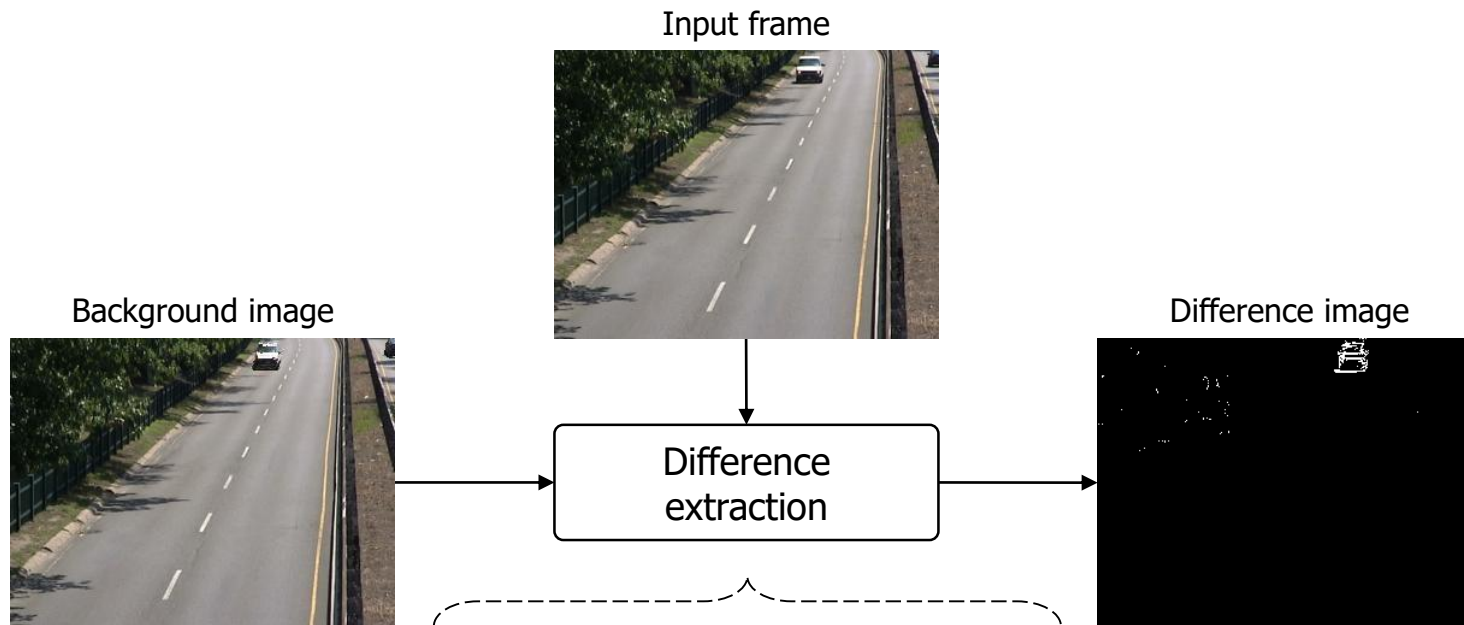 Input frame
Background image
Difference image
Difference
extraction